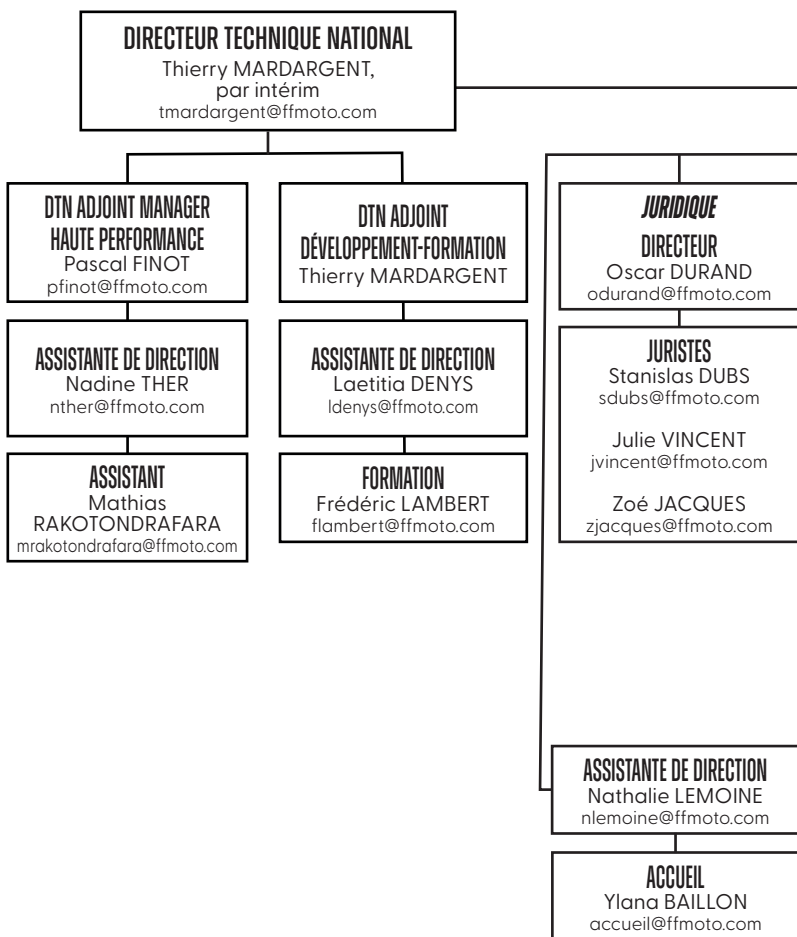 DIRECTEUR TECHNIQUE NATIONAL
Thierry MARDARGENT,
par intérim
tmardargent@ffmoto.com
DTN ADJOINT MANAGER
HAUTE PERFORMANCE
Pascal FINOT
pfinot@ffmoto.com
ASSISTANTE DE DIRECTION
Nadine THER
nther@ffmoto.com
ASSISTANT
Mathias
RAKOTONDRAFARA
mrakotondrafara@ffmoto.com
DTN ADJOINT
DÉVELOPPEMENT-FORMATION
Thierry MARDARGENT
ASSISTANTE DE DIRECTION
Laetitia DENYS
ldenys@ffmoto.com
FORMATION
Frédéric LAMBERT
flambert@ffmoto.com
JURIDIQUE
DIRECTEUR
Oscar DURAND
odurand@ffmoto.com
JURISTES
Stanislas DUBS
sdubs@ffmoto.com
Julie VINCENT
jvincent@ffmoto.com
Zoé JACQUES
zjacques@ffmoto.com
ASSISTANTE DE DIRECTION
Nathalie LEMOINE
nlemoine@ffmoto.com
ACCUEIL
Ylana BAILLON
accueil@ffmoto.com